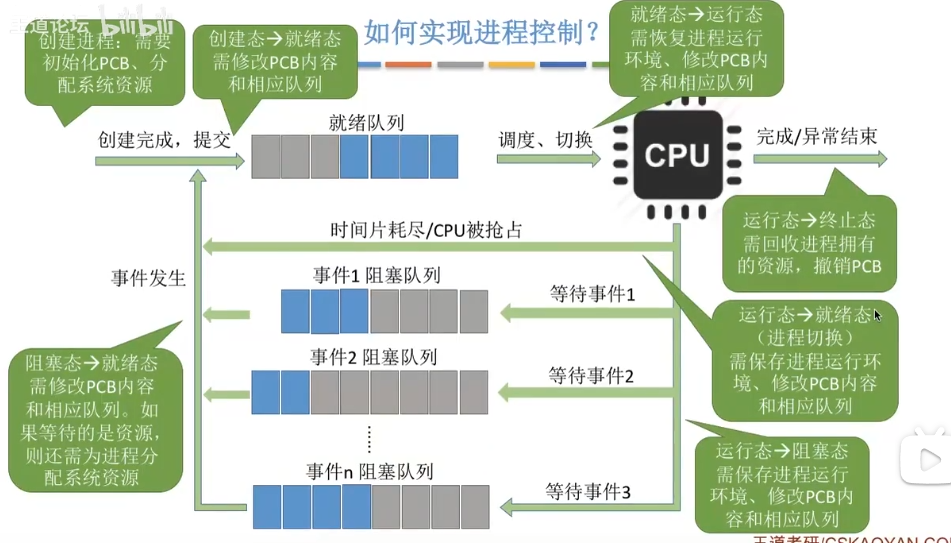 王道论坛 bilibili
如何实现进程控制？
创建进程：需要
初始化PCB、分
配系统资源
创建态→就绪态
需修改PCB内容
和相应队列
就绪态→运行态
需恢复进程运行
环境、修改PCB内
容和相应队列
创建完成，提交
就绪队列
调度、切换
CPU
完成/异常结束
运行态→终止态
需回收进程拥有
的资源，撤销PCB
时间片耗尽/CPU被抢占
事件发生
事件1 阻塞队列
等待事件1
运行态→就绪态
（进程切换）
需保存进程运行环
境、修改PCB内容
和相应队列
事件2 阻塞队列
等待事件2
阻塞态→就绪态
需修改PCB内容
和相应队列。如
果等待的是资源，
则还需为进程分
配系统资源
事件n 阻塞队列
等待事件3
运行态→阻塞态
需保存进程运行
环境、修改PCB内
容和相应队列
王道考研/CSKAOYAN.COM